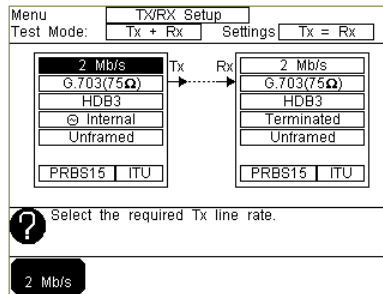 Menu TX/RX Setup
Test Mode: Tx + Rx Settings Tx = Rx
2 Mb/s Tx Rx 2 Mb/s
G.703(75Ω) G.703(75Ω)
HDB3 HDB3
Internal Terminated
Unframed Unframed
PRBS15 ITU PRBS15 ITU
? Select the required Tx line rate.
2 Mb/s